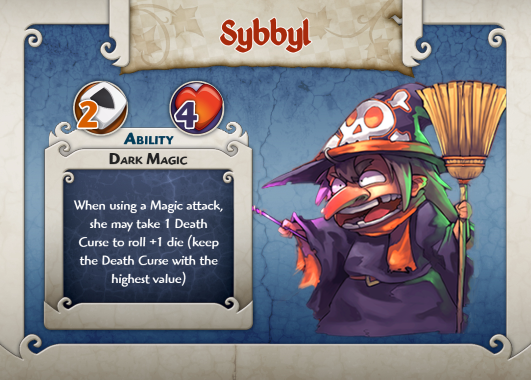 Sybbyl
2
4
Ability
Dark Magic
When using a Magic attack,
she may take 1 Death
Curse to roll +1 die (keep
the Death Curse with the
highest value)